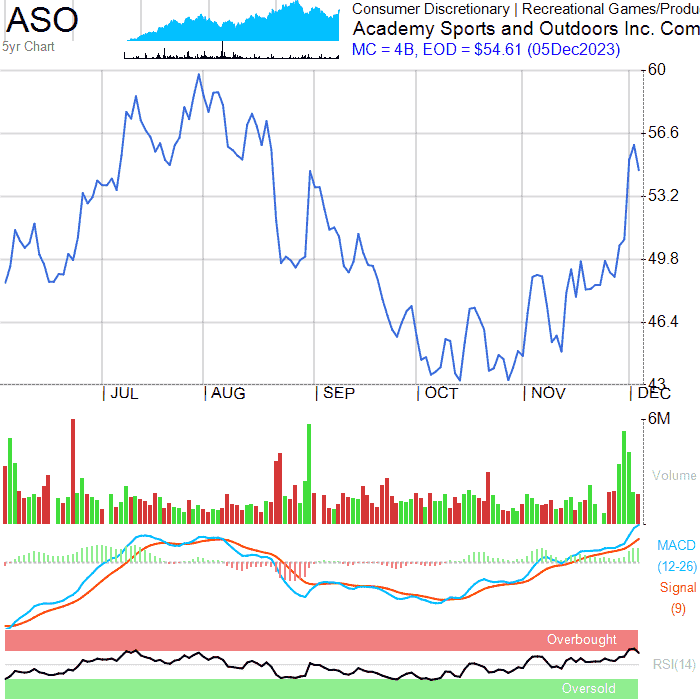 ASO
5yr Chart
Consumer Discretionary | Recreational Games/Produ
Academy Sports and Outdoors Inc. Com
MC = 4B, EOD = $54.61 (05Dec2023)
60
56.6
53.2
49.8
46.4
43
| JUL | AUG | SEP | OCT | NOV | DEC
6M
Volume
MACD
(12-26)
Signal
(9)
Overbought
RSI(14)
Oversold